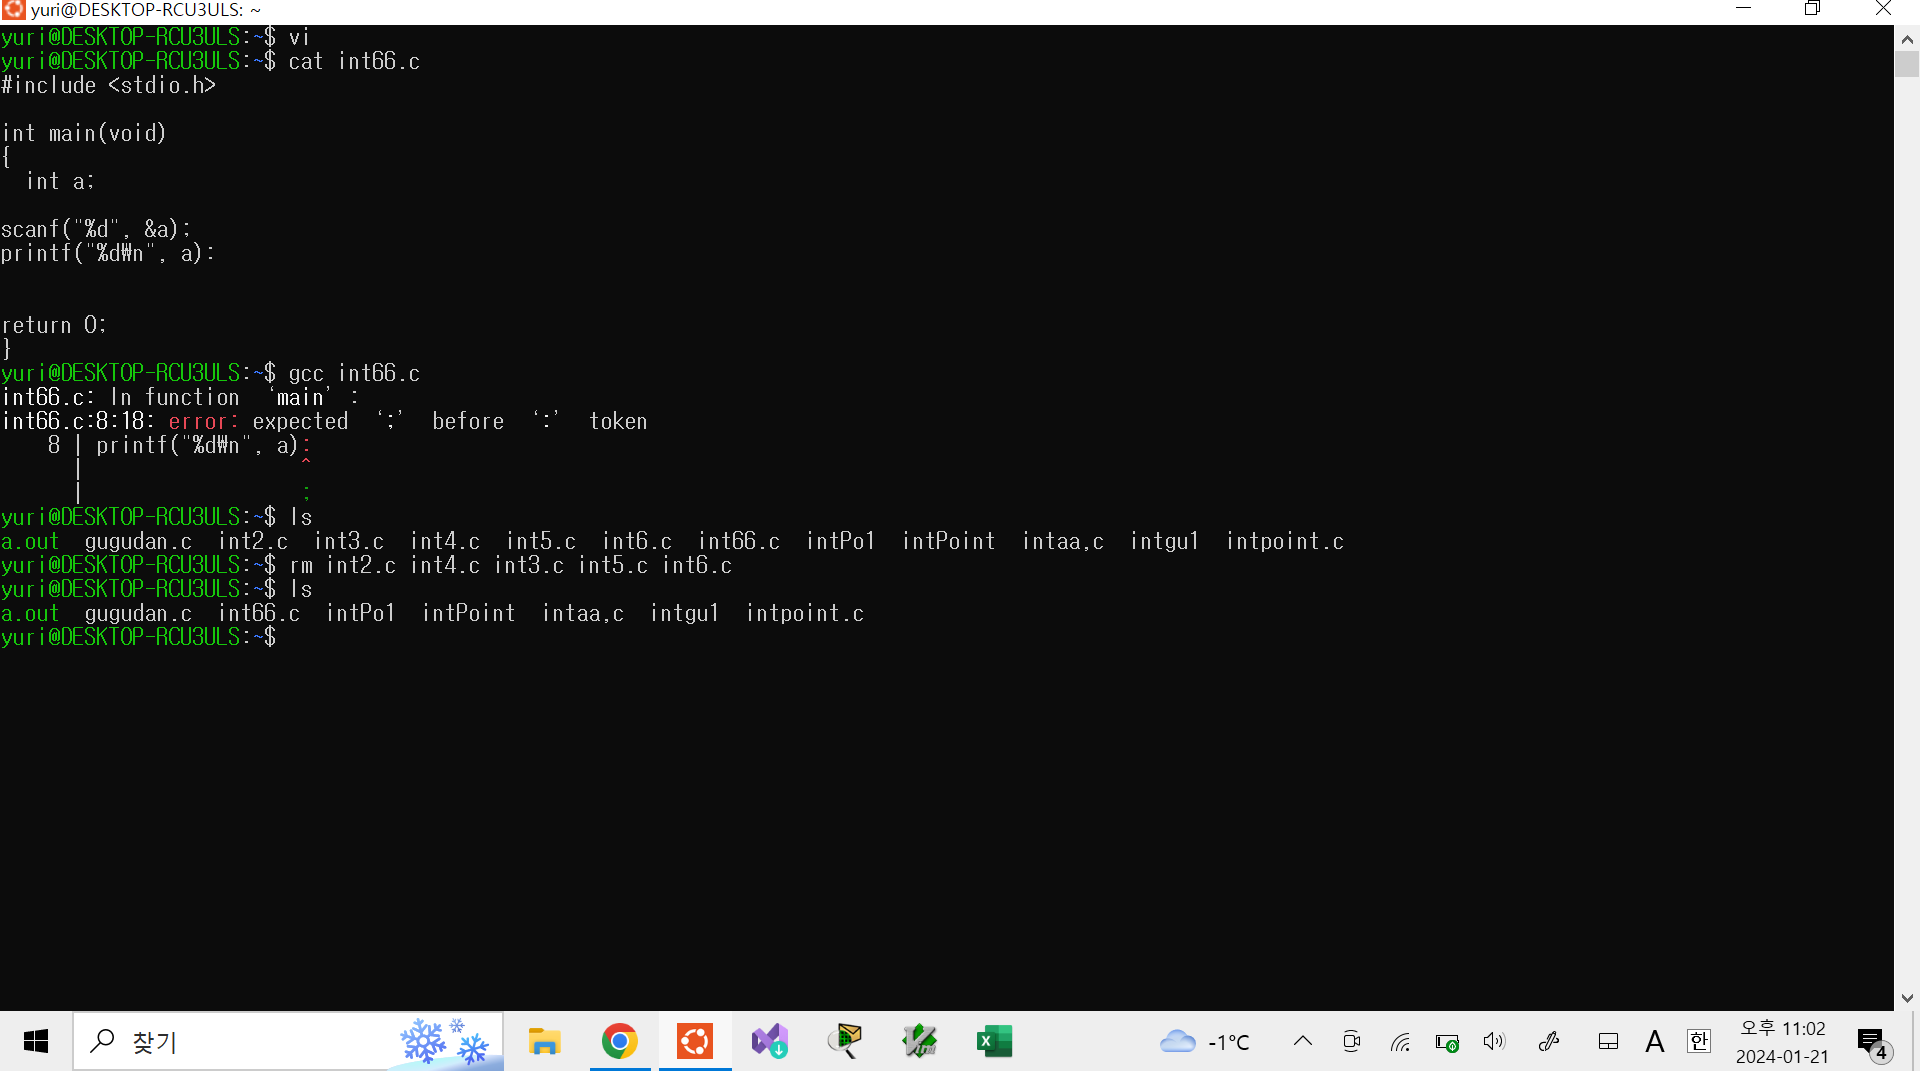 yuri@DESKTOP-RCU3ULS: ~
yuri@DESKTOP-RCU3ULS:~$ vi
yuri@DESKTOP-RCU3ULS:~$ cat int66.c
#include <stdio.h>
int main(void)
{
  int a;
scanf("%d", &a);
printf("%d₩n", a):
return 0;
}
yuri@DESKTOP-RCU3ULS:~$ gcc int66.c
int66.c: In function ‘main’:
int66.c:8:18: error: expected ‘;’ before ‘:’ token
    8 | printf("%d₩n", a):
      |                  ^
      |                  ;
yuri@DESKTOP-RCU3ULS:~$ ls
a.out  gugudan.c  int2.c  int3.c  int4.c  int5.c  int6.c  int66.c  intPo1  intPoint  intaa,c  intgu1  intpoint.c
yuri@DESKTOP-RCU3ULS:~$ rm int2.c int4.c int3.c int5.c int6.c
yuri@DESKTOP-RCU3ULS:~$ ls
a.out  gugudan.c  int66.c  intPo1  intPoint  intaa,c  intgu1  intpoint.c
yuri@DESKTOP-RCU3ULS:~$
찾기
-1°C
A
한
오후 11:02
2024-01-21
4